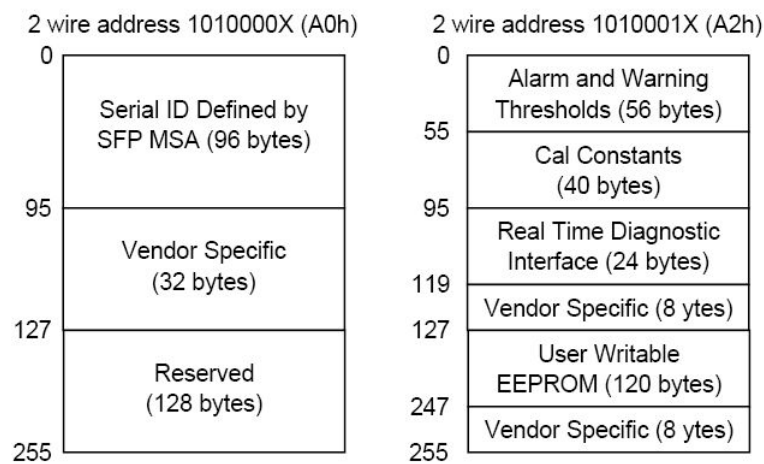 2 wire address 1010000X (A0h)
0
Serial ID Defined by
SFP MSA (96 bytes)
95
Vendor Specific
(32 bytes)
127
Reserved
(128 bytes)
255
2 wire address 1010001X (A2h)
0
Alarm and Warning
Thresholds (56 bytes)
55
Cal Constants
(40 bytes)
95
Real Time Diagnostic
Interface (24 bytes)
119
Vendor Specific (8 ytes)
127
User Writable
EEPROM (120 bytes)
247
Vendor Specific (8 ytes)
255